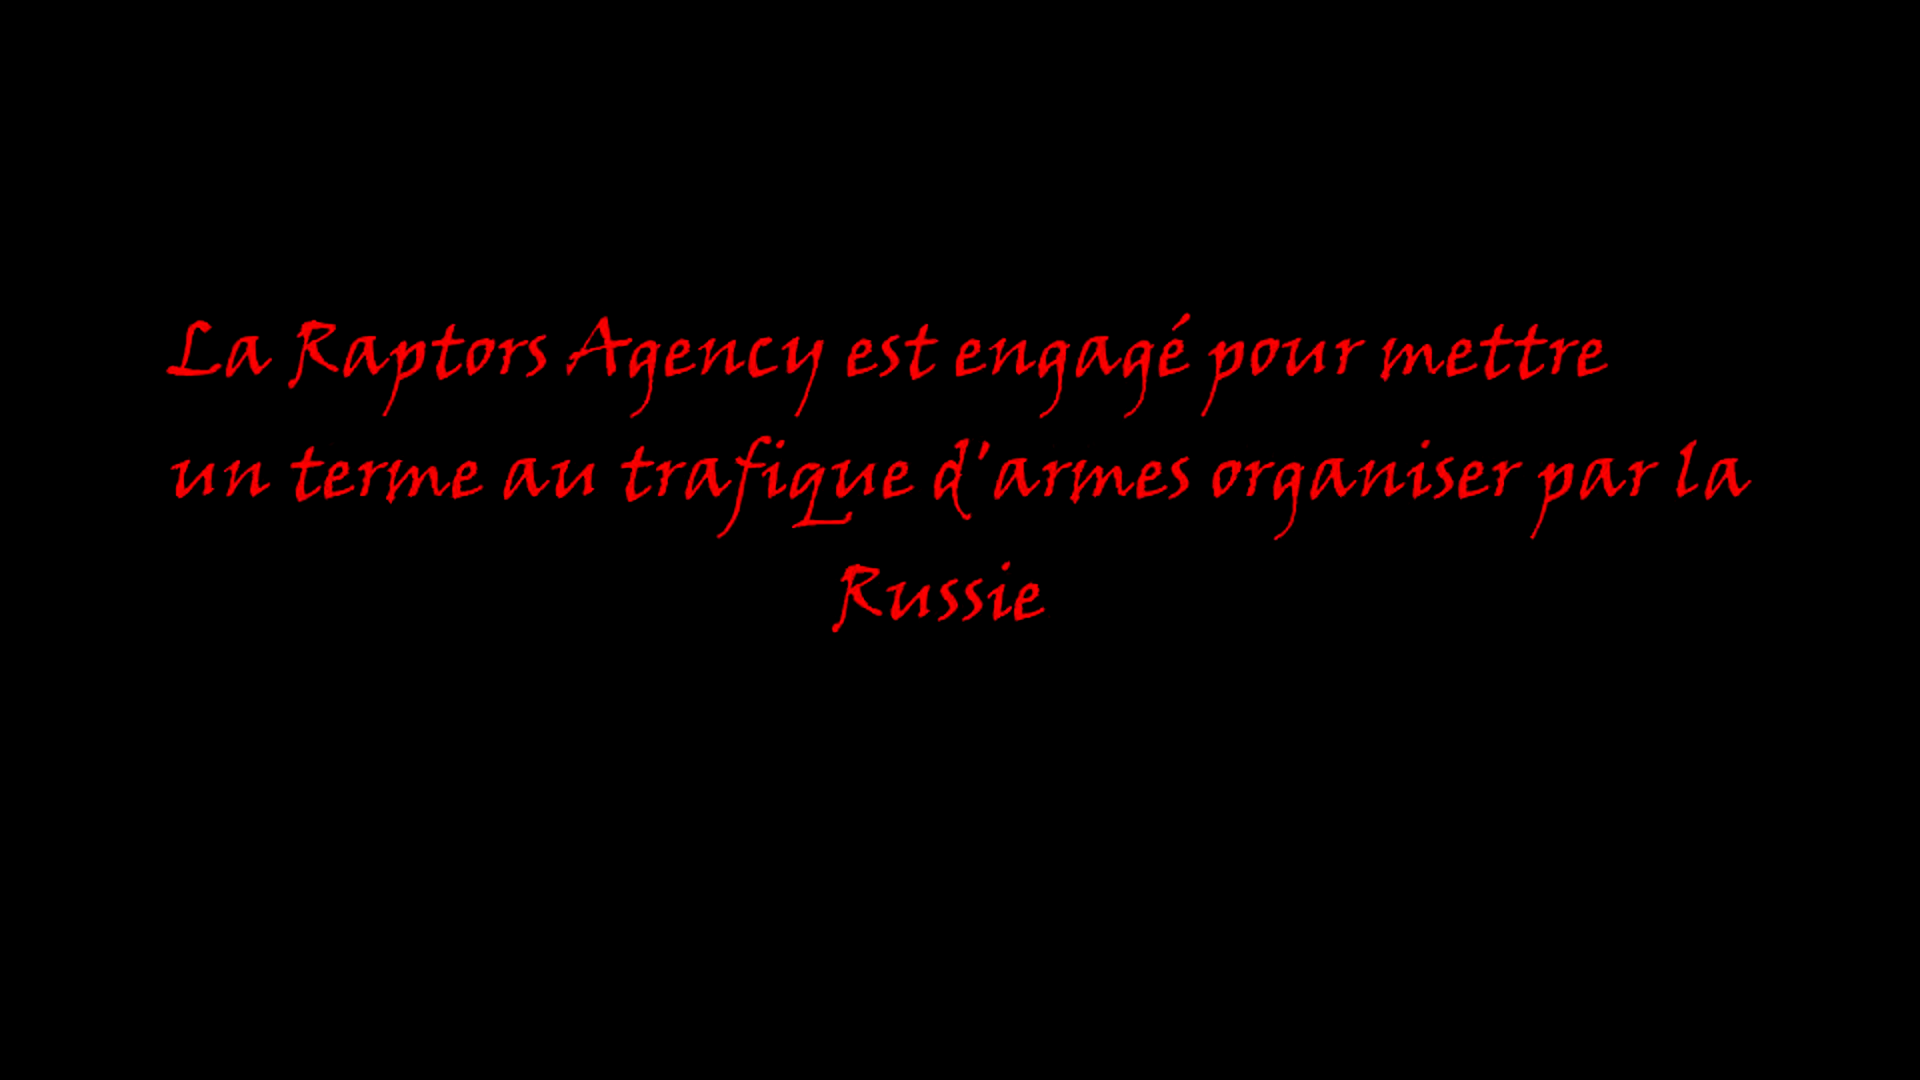 La Raptors Agency est engagé pour mettre
un terme au trafique d'armes organiser par la
Russie